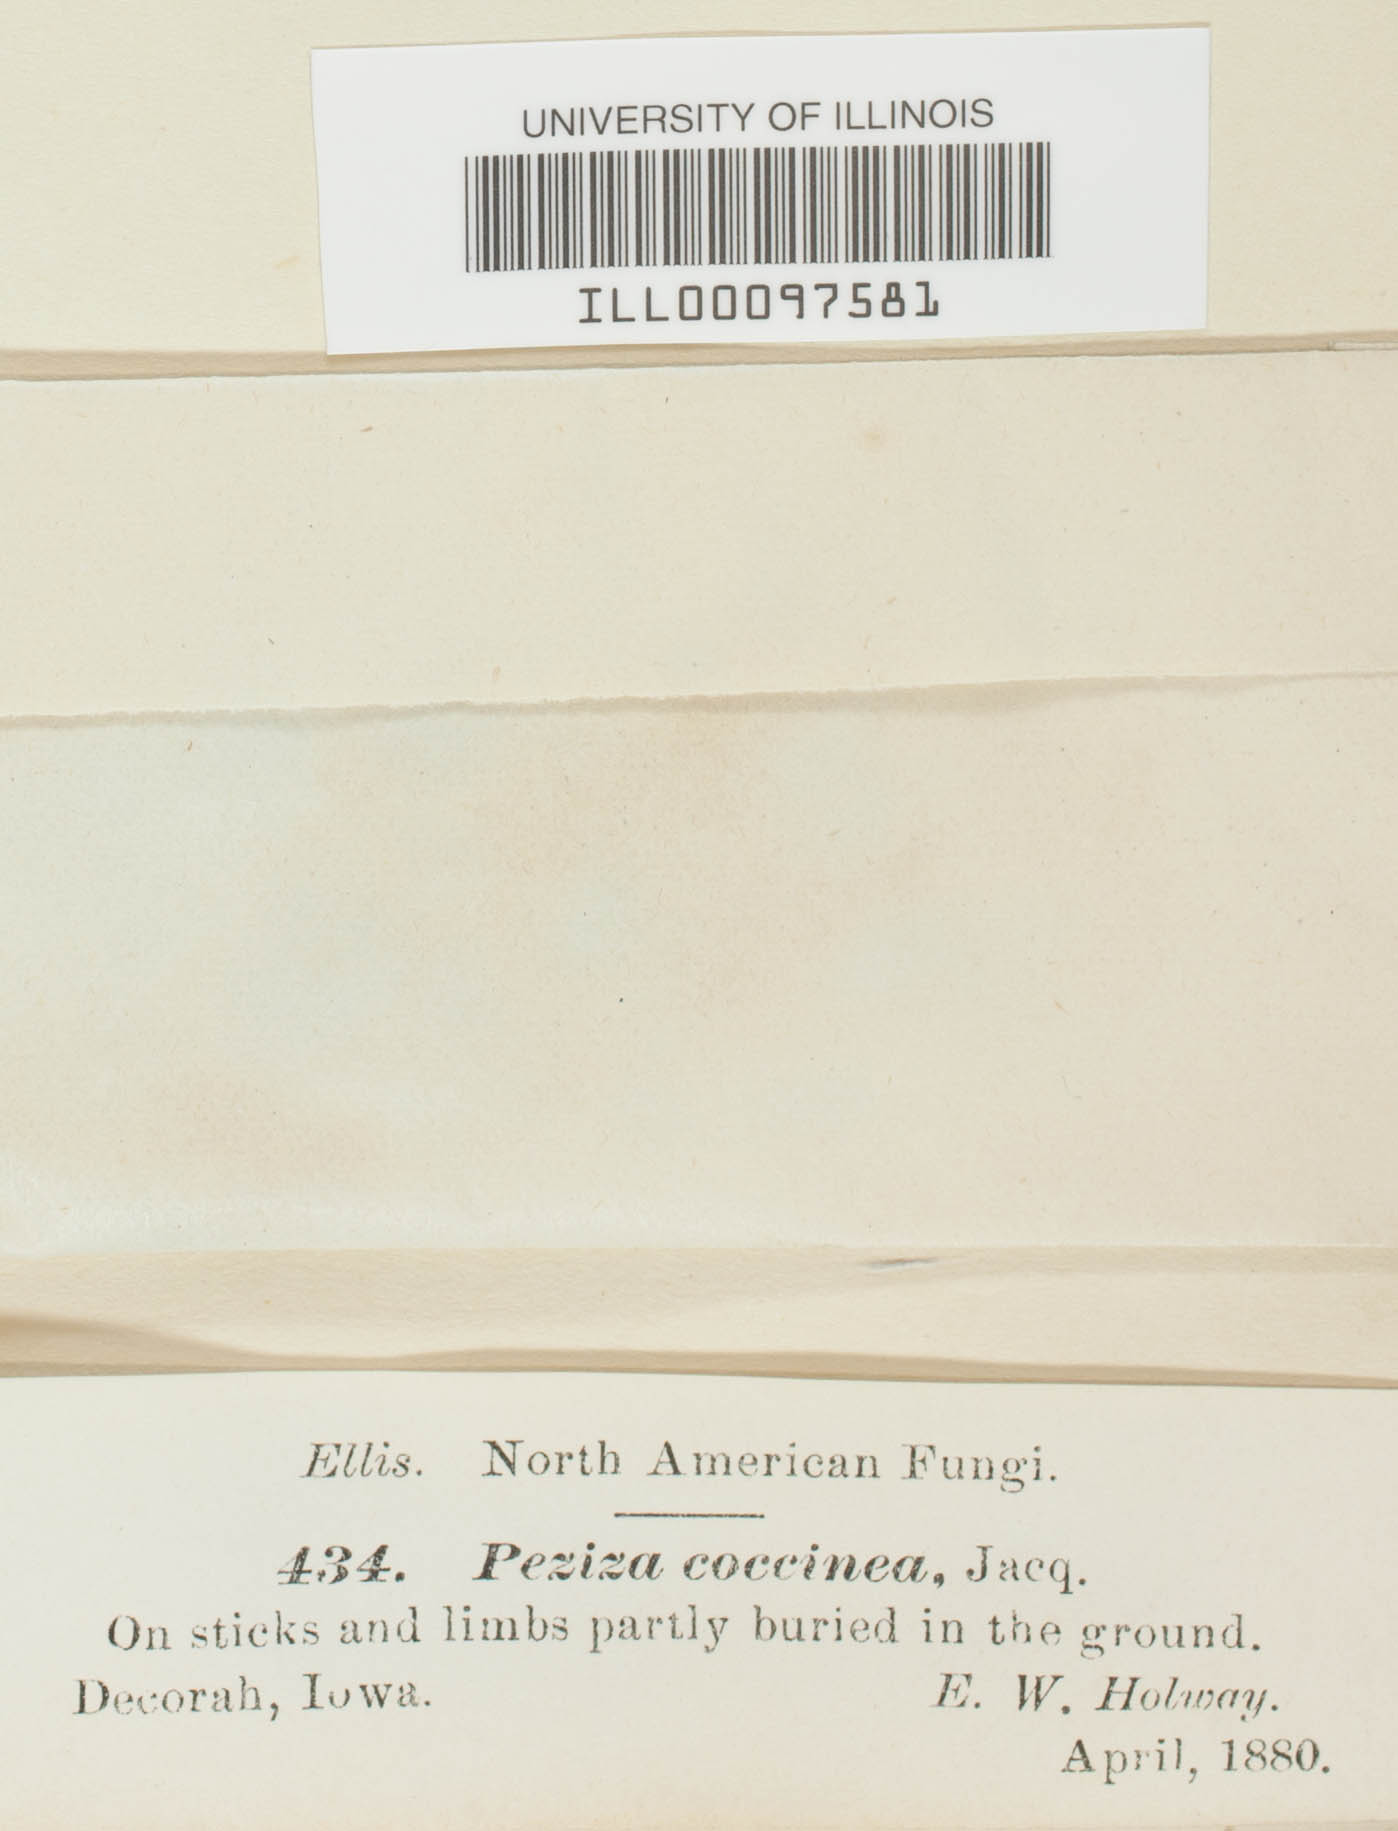 UNIVERSITY OF ILLINOIS
ILL00097581
Ellis. North American Fungi.
434. Peziza coccinea, Jacq.
On sticks and limbs partly buried in the ground.
Decorah, Iowa. E. W. Holway.
April, 1880.